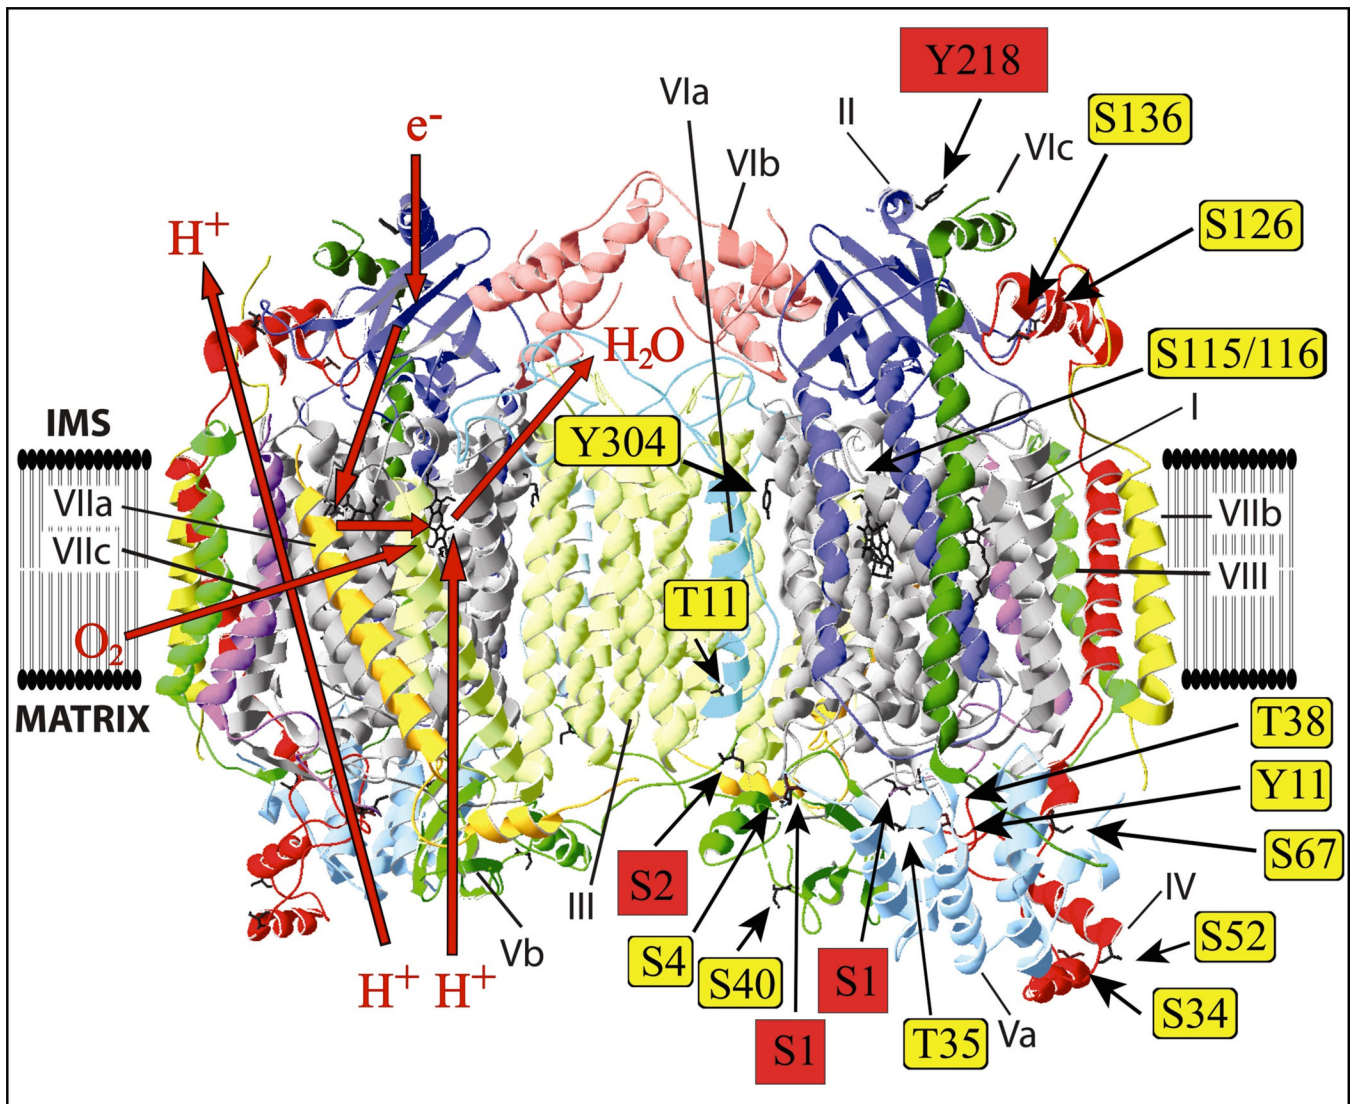 Y218
VIa
II
S136
e-
VIb
VIc
H+
S126
H2O
S115/116
IMS
Y304
I
VIIa
VIIb
VIIc
VIII
T11
O2
MATRIX
T38
Y11
S67
S2
III
IV
Vb
S4
S52
S40
S1
H+
H+
S34
Va
T35
S1